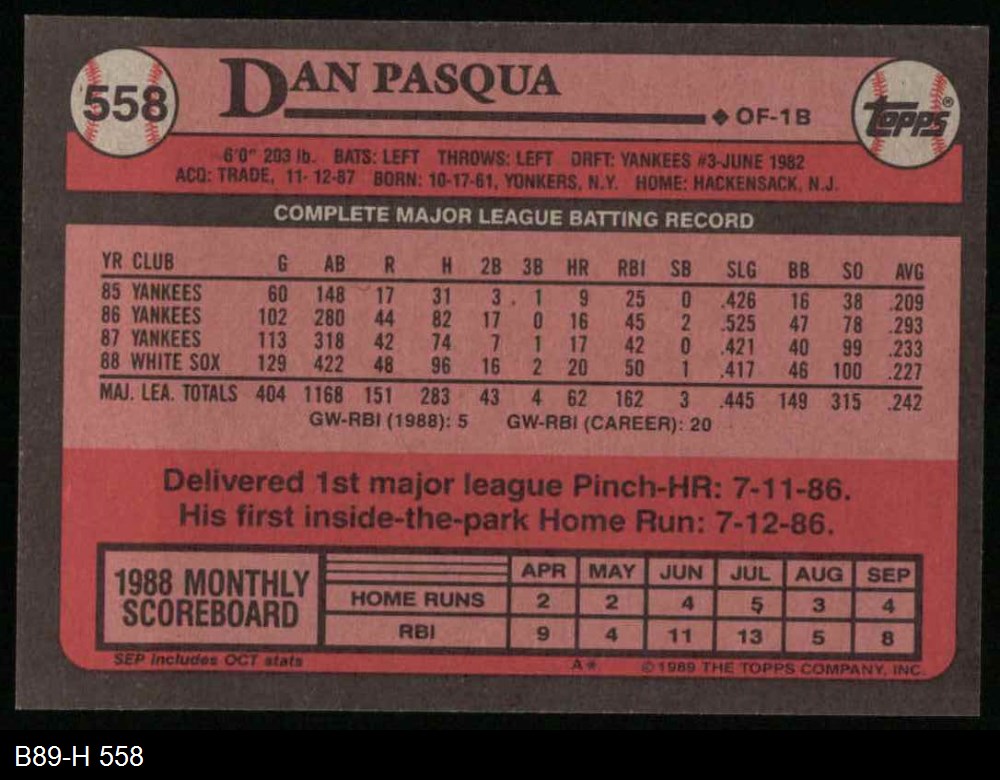 558
DAN PASQUA
◆ OF-1B
TOPPS®
6'0" 203 lb. BATS: LEFT THROWS: LEFT DRFT: YANKEES #3-JUNE 1982
ACQ: TRADE, 11-12-87 BORN: 10-17-61, YONKERS, N.Y. HOME: HACKENSACK, N.J.
COMPLETE MAJOR LEAGUE BATTING RECORD
YR CLUB G AB R H 2B 3B HR RBI SB SLG BB SO AVG
85 YANKEES 60 148 17 31 3 1 9 25 0 .426 16 38 .209
86 YANKEES 102 280 44 82 17 0 16 45 2 .525 47 78 .293
87 YANKEES 113 318 42 74 7 1 17 42 0 .421 40 99 .233
88 WHITE SOX 129 422 48 96 16 2 20 50 1 .417 46 100 .227
MAJ. LEA. TOTALS 404 1168 151 283 43 4 62 162 3 .445 149 315 .242
GW-RBI (1988): 5 GW-RBI (CAREER): 20
Delivered 1st major league Pinch-HR: 7-11-86.
His first inside-the-park Home Run: 7-12-86.
1988 MONTHLY
SCOREBOARD
APR MAY JUN JUL AUG SEP
HOME RUNS 2 2 4 5 3 4
RBI 9 4 11 13 5 8
SEP Includes OCT stats
A* © 1989 THE TOPPS COMPANY, INC.
B89-H 558